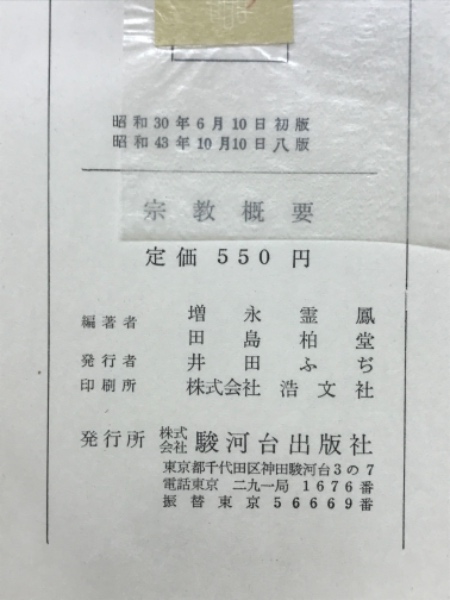 昭和30年6月10日初版
昭和43年10月10日八版
宗教概要
定価 550 円
編著者 増永霊鳳
田島柏堂
発行者 井田ふぢ
印刷所 株式会社 浩文社
発行所 株式会社 駿河台出版社
東京都千代田区神田駿河台3の7
電話東京 二九一局 1676番
振替東京56669番